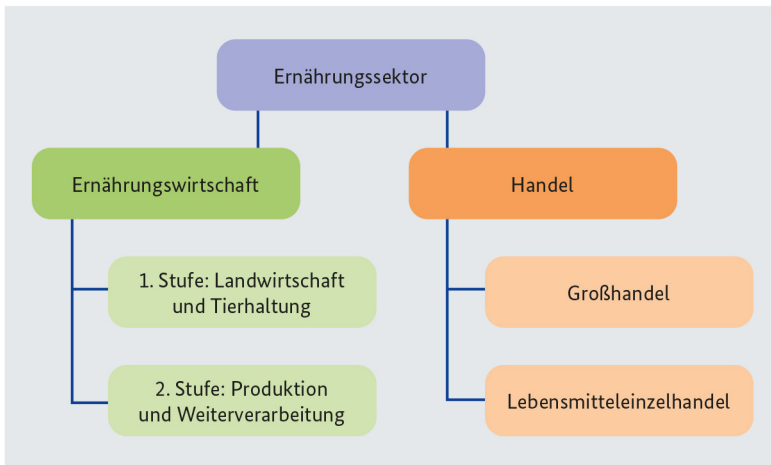 Ernährungssektor
Ernährungswirtschaft
Handel
1. Stufe: Landwirtschaft
und Tierhaltung
Großhandel
2. Stufe: Produktion
und Weiterverarbeitung
Lebensmitteleinzelhandel